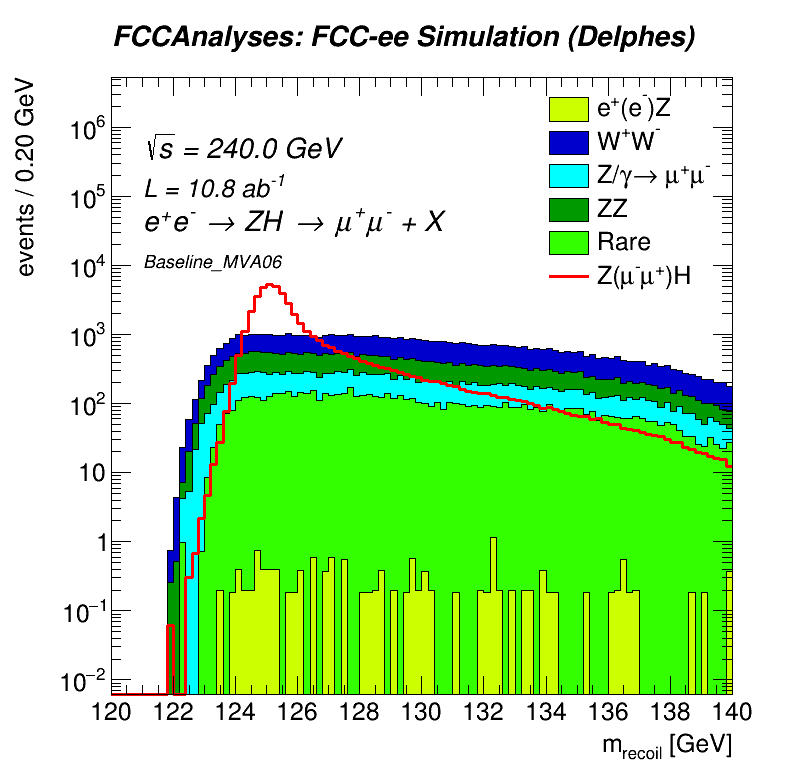 FCCAnalyses: FCC-ee Simulation (Delphes)
events / 0.20 GeV
√s = 240.0 GeV
L = 10.8 ab⁻¹
e⁺e⁻ → ZH → μ⁺μ⁻ + X
Baseline_MVA06
e⁺(e⁻)Z
W⁺W⁻
Z/γ→ μ⁺μ⁻
ZZ
Rare
Z(μ⁻μ⁺)H
10⁶
10⁵
10⁴
10³
10²
10
1
10⁻¹
10⁻²
120 122 124 126 128 130 132 134 136 138 140
m_recoil [GeV]